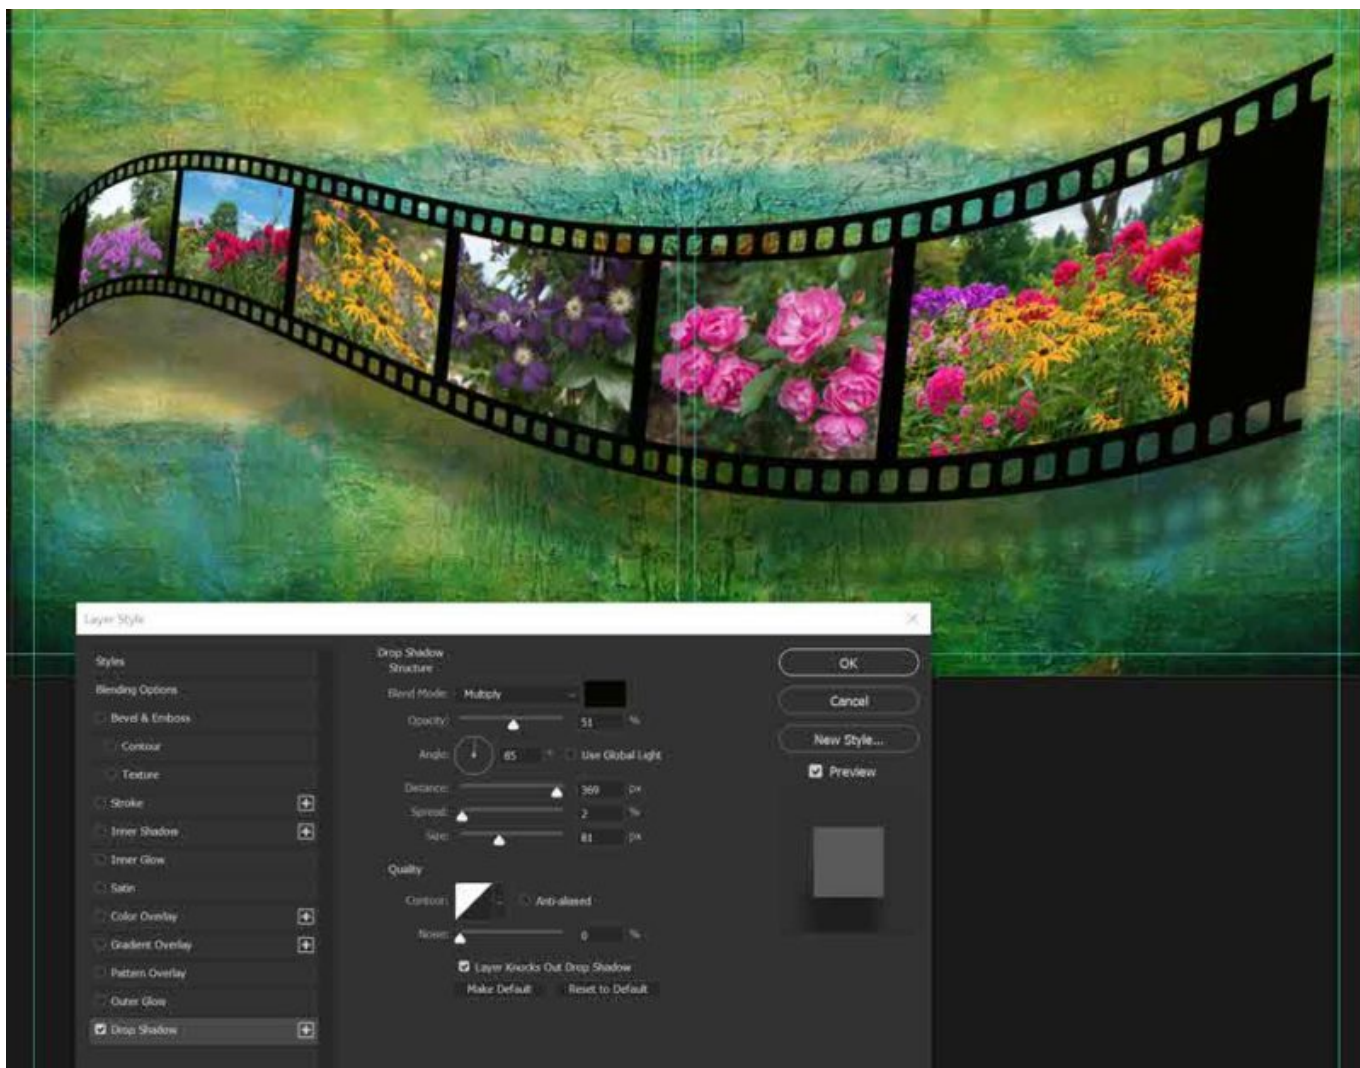 Layer Style
Styles
Blending Options
Bevel & Emboss
Contour
Texture
Stroke
Inner Shadow
Inner Glow
Satin
Color Overlay
Gradient Overlay
Pattern Overlay
Outer Glow
Drop Shadow
Drop Shadow
Structure
Blend Mode: Multiply
Opacity: 51 %
Angle: 85 ° Use Global Light
Distance: 369 px
Spread: 2 %
Size: 81 px
Quality
Contour: Anti-aliased
Noise: 0 %
Layer Knocks Out Drop Shadow
Make Default Reset to Default
OK
Cancel
New Style...
Preview